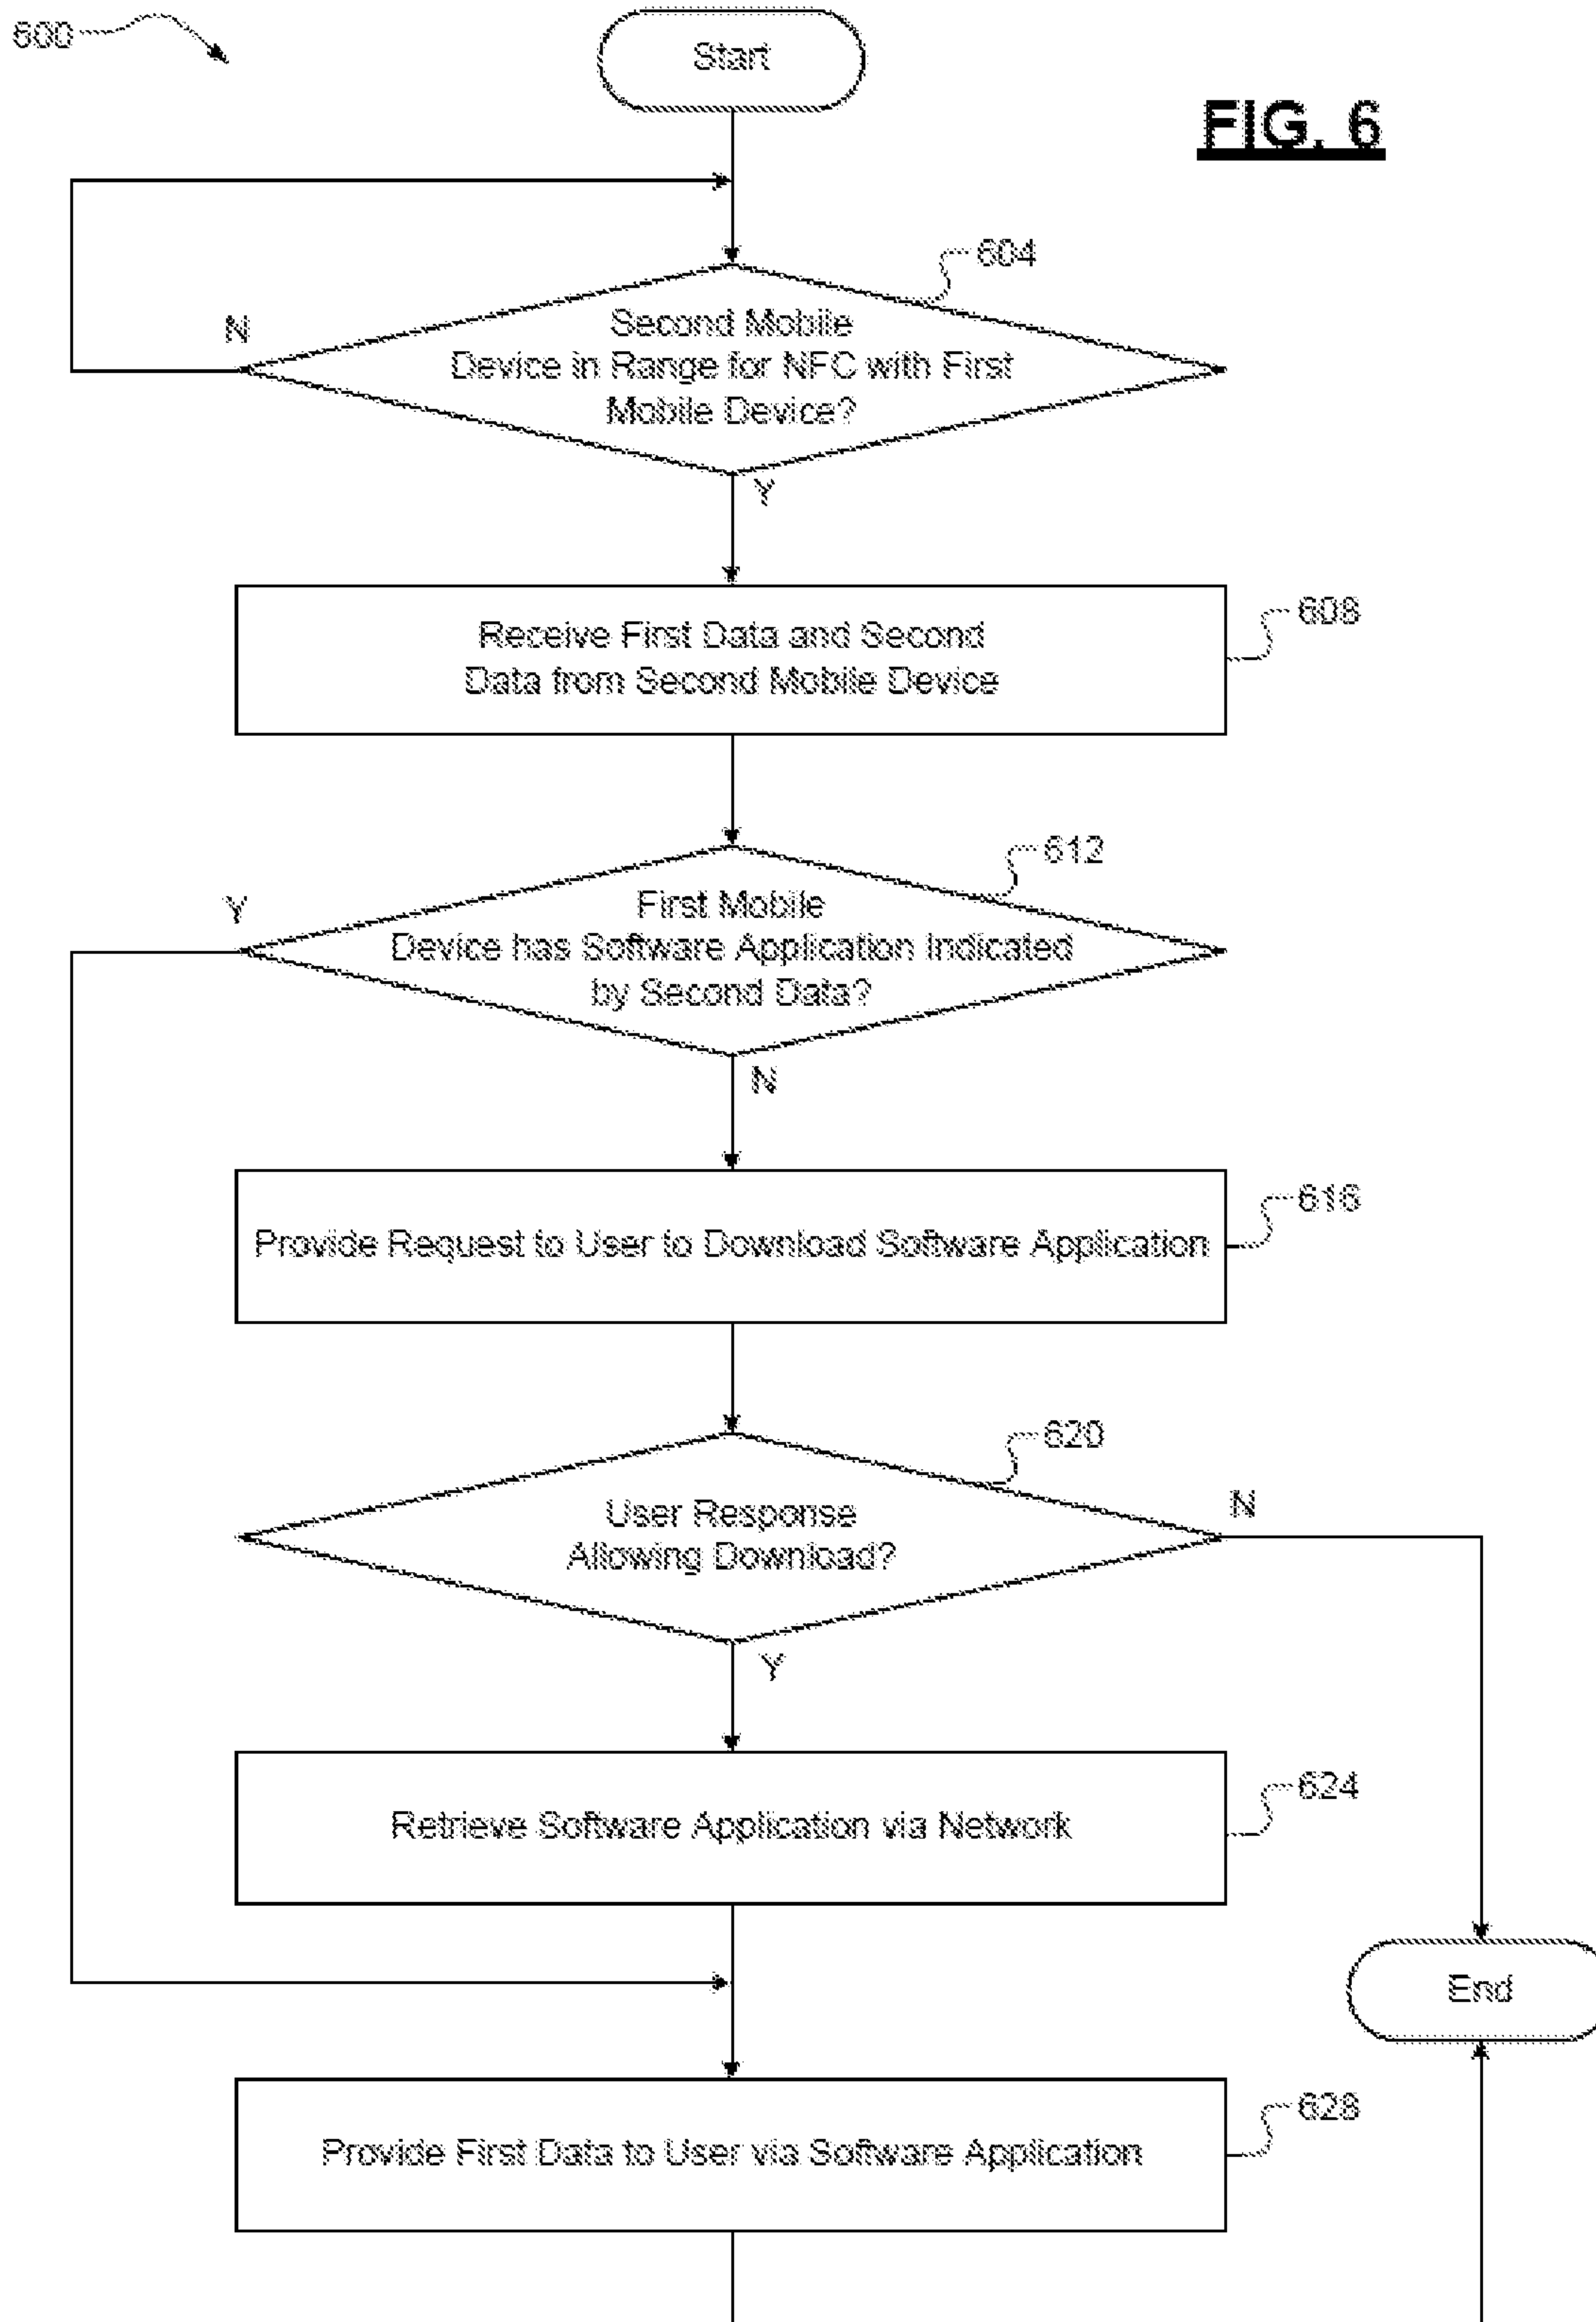 600
Start
FIG. 6
604
Second Mobile
Device in Range for NFC with First
Mobile Device?
N
Y
Receive First Data and Second
Data from Second Mobile Device
608
612
First Mobile
Device has Software Application Indicated
by Second Data?
Y
N
Provide Request to User to Download Software Application
616
620
User Response
Allowing Download?
N
Y
Retrieve Software Application via Network
624
End
Provide First Data to User via Software Application
628